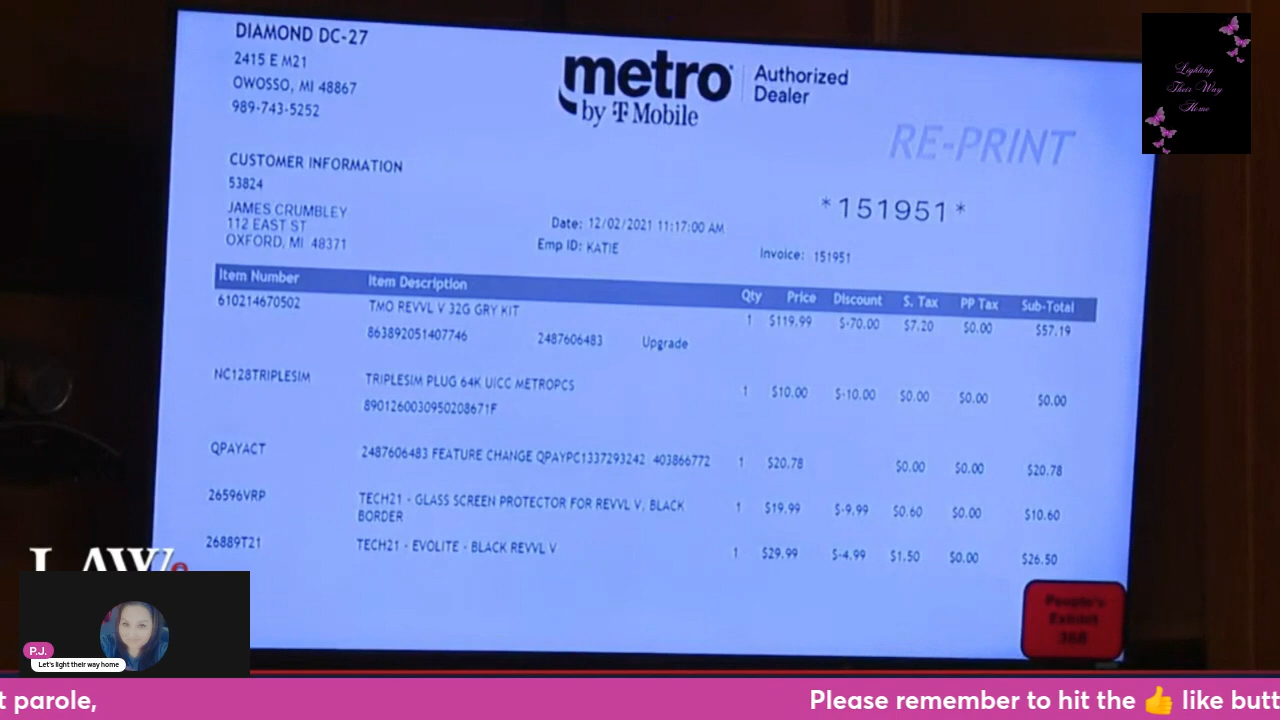 DIAMOND DC-27
2415 E M21
OWOSSO, MI 48867
989-743-5252
metro by T Mobile
Authorized Dealer
RE-PRINT
Lighting
Their Way
Home
CUSTOMER INFORMATION
53824
JAMES CRUMBLEY
112 EAST ST
OXFORD, MI 48371
Date: 12/02/2021 11:17:00 AM
Emp ID: KATIE
*151951*
Invoice: 151951
Item Number Item Description Qty Price Discount S. Tax PP Tax Sub-Total
610214670502 TMO REVVL V 32G GRY KIT 1 $119.99 $-70.00 $7.20 $0.00 $57.19
863892051407746 2487606483 Upgrade
NC128TRIPLESIM TRIPLESIM PLUG 64K UICC METROPCS 1 $10.00 $-10.00 $0.00 $0.00 $0.00
8901260030950208671F
QPAYACT 2487606483 FEATURE CHANGE QPAYPC1337293242 403866772 1 $20.78 $0.00 $0.00 $20.78
26596VRP TECH21 - GLASS SCREEN PROTECTOR FOR REVVL V, BLACK 1 $19.99 $-9.99 $0.60 $0.00 $10.60
BORDER
26889T21 TECH21 - EVOLITE - BLACK REVVL V 1 $29.99 $-4.99 $1.50 $0.00 $26.50
People's
Exhibit
LAW
P.J.
Let's light their way home
t parole,
Please remember to hit the 👍 like butt